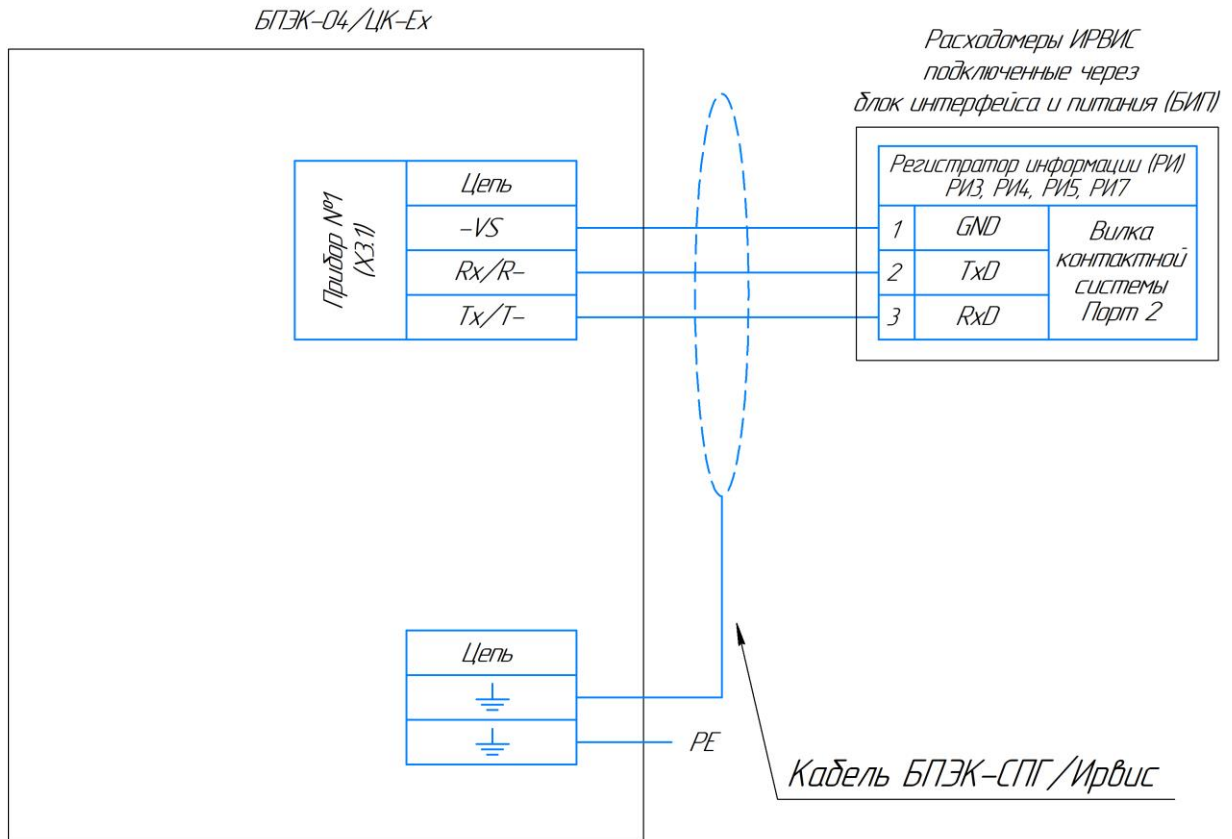 БПЭК-04/ЦК-Ех
Расходомеры ИРВИС
подключенные через
блок интерфейса и питания (БИП)
Прибор №1
(Х3.1)
Цепь
-VS
Rx/R-
Tx/T-
Регистратор информации (РИ)
РИ3, РИ4, РИ5, РИ7
1 GND
2 TxD
3 RxD
Вилка
контактной
системы
Порт 2
Цепь
PE
Кабель БПЭК-СПГ/Ирвис